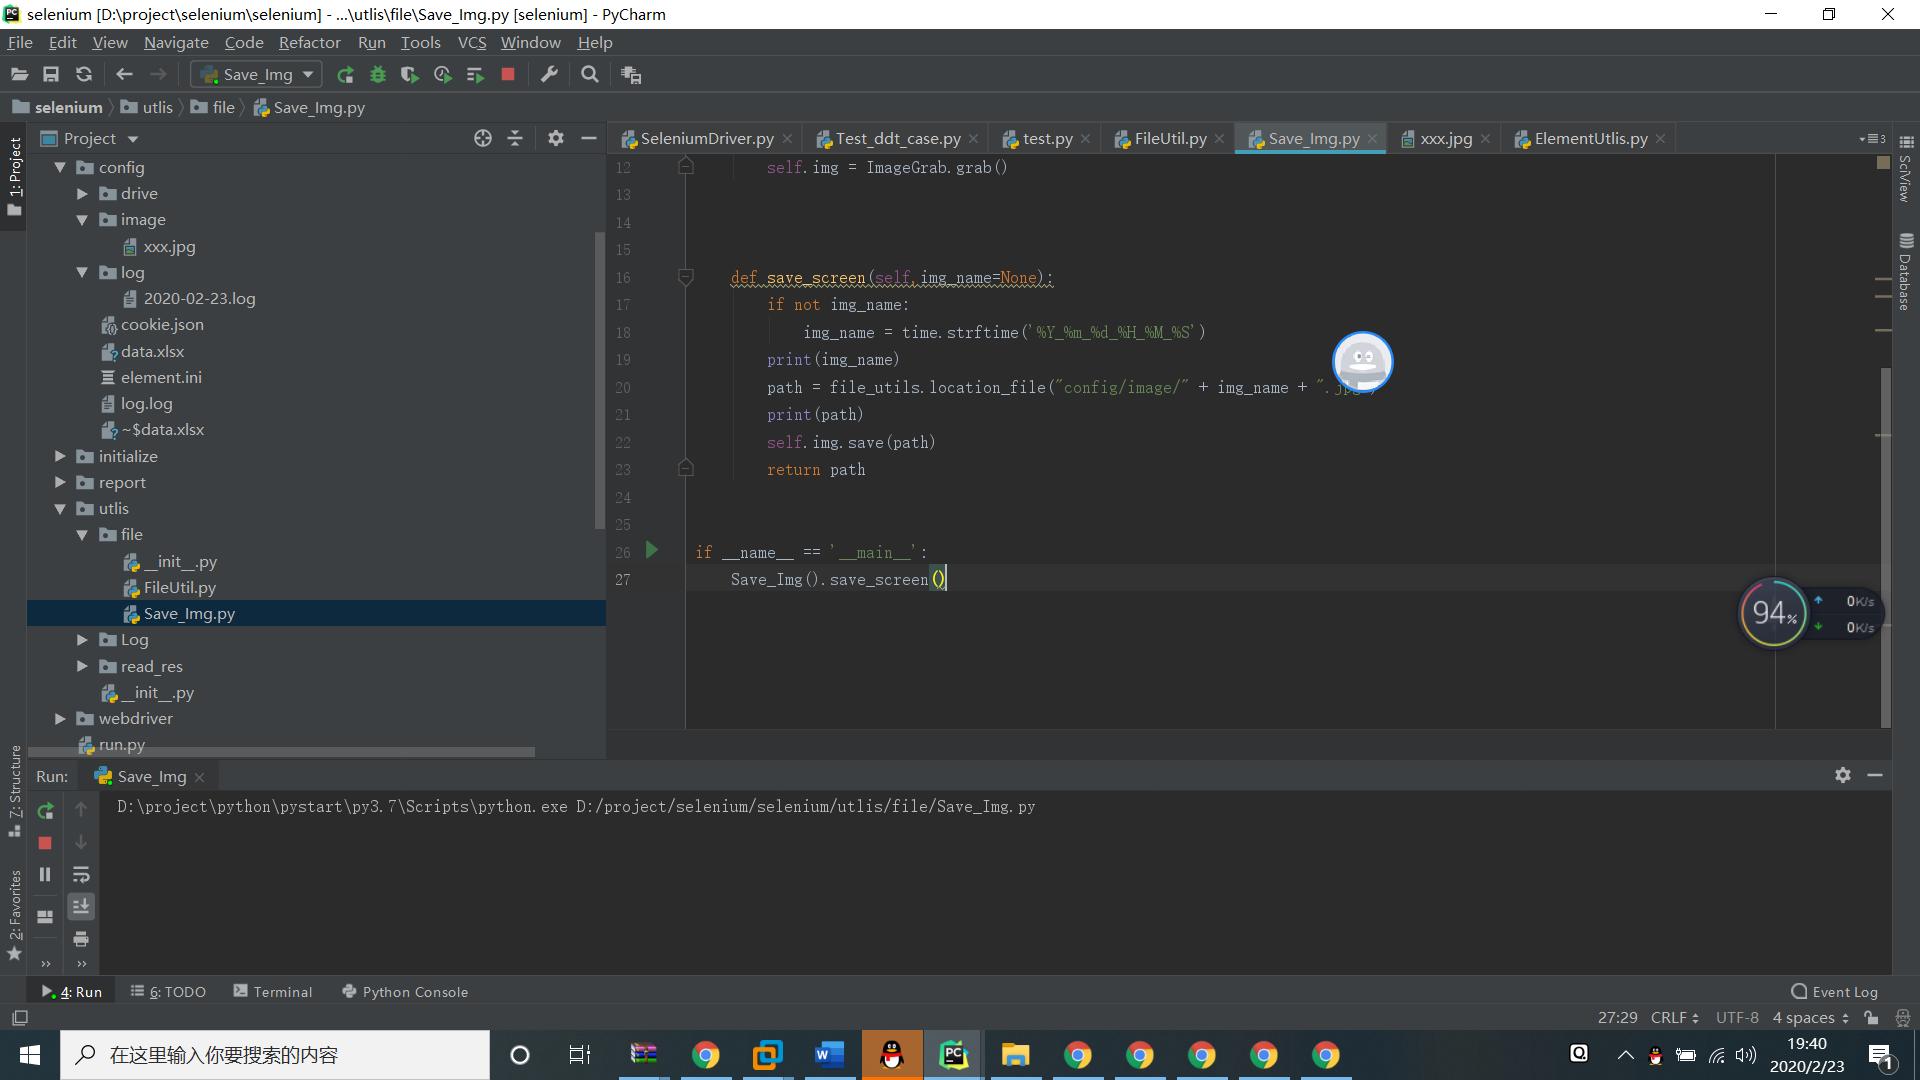 selenium [D:\project\selenium\selenium] - ...\utlis\file\Save_Img.py [selenium] - PyCharm
File Edit View Navigate Code Refactor Run Tools VCS Window Help
Save_Img
selenium utlis file Save_Img.py
Project
SeleniumDriver.py Test_ddt_case.py test.py FileUtil.py Save_Img.py xxx.jpg ElementUtlis.py 3
1: Project
7: Structure
2: Favorites
config
drive
image
xxx.jpg
log
2020-02-23.log
cookie.json
data.xlsx
element.ini
log.log
~$data.xlsx
initialize
report
utlis
file
__init__.py
FileUtil.py
Save_Img.py
Log
read_res
__init__.py
webdriver
run.py
12 self.img = ImageGrab.grab()
13
14
15
16 def save_screen(self,img_name=None):
17 if not img_name:
18 img_name = time.strftime('%Y_%m_%d_%H_%M_%S')
19 print(img_name)
20 path = file_utils.location_file("config/image/" + img_name + ".
21 print(path)
22 self.img.save(path)
23 return path
24
25
26 if __name__ == '__main__':
27 Save_Img().save_screen()
SciView
Database
94%
0K/s
0K/s
Run: Save_Img
D:\project\python\pystart\py3.7\Scripts\python.exe D:/project/selenium/selenium/utlis/file/Save_Img.py
4: Run 6: TODO Terminal Python Console Event Log
27:29 CRLF UTF-8 4 spaces
在这里输入你要搜索的内容
19:40
2020/2/23
1